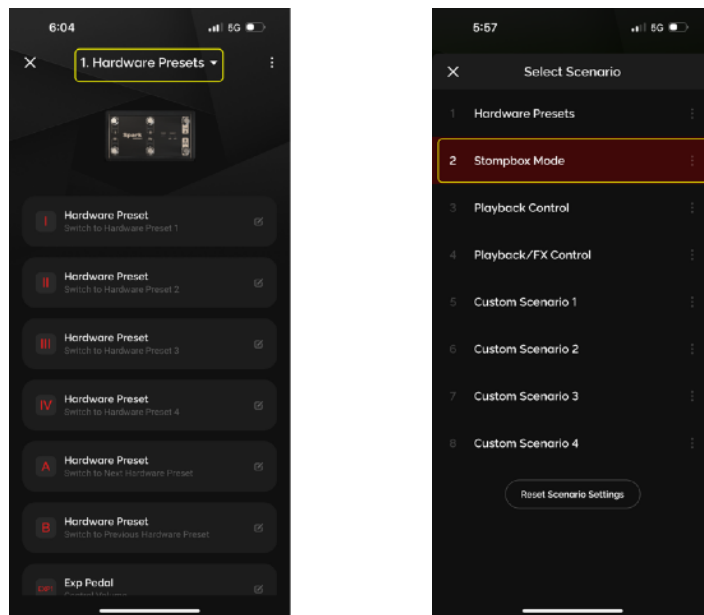 6:04
5G
1. Hardware Presets
Spark
I
Hardware Preset
Switch to Hardware Preset 1
II
Hardware Preset
Switch to Hardware Preset 2
III
Hardware Preset
Switch to Hardware Preset 3
IV
Hardware Preset
Switch to Hardware Preset 4
A
Hardware Preset
Switch to Next Hardware Preset
B
Hardware Preset
Switch to Previous Hardware Preset
EXP
Exp Pedal
Control Volume
5:57
5G
Select Scenario
1 Hardware Presets
2 Stompbox Mode
3 Playback Control
4 Playback/FX Control
5 Custom Scenario 1
6 Custom Scenario 2
7 Custom Scenario 3
8 Custom Scenario 4
Reset Scenario Settings